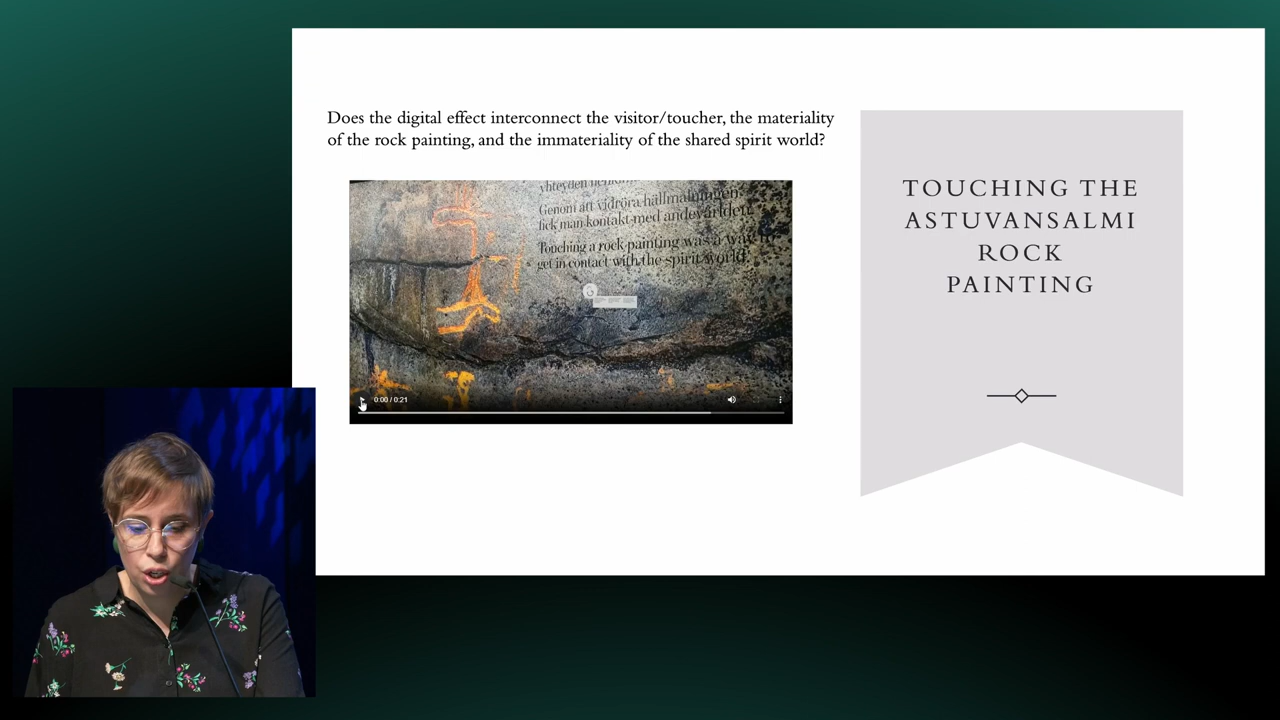 Does the digital effect interconnect the visitor/toucher, the materiality
of the rock painting, and the immateriality of the shared spirit world?
yhteyden
Genom att vidröra hällmålningen
fick man kontakt med andevärlden.
Touching a rock painting was a way to
get in contact with the spirit world.
0:00 / 0:21
TOUCHING THE
ASTUVANSALMI
ROCK
PAINTING